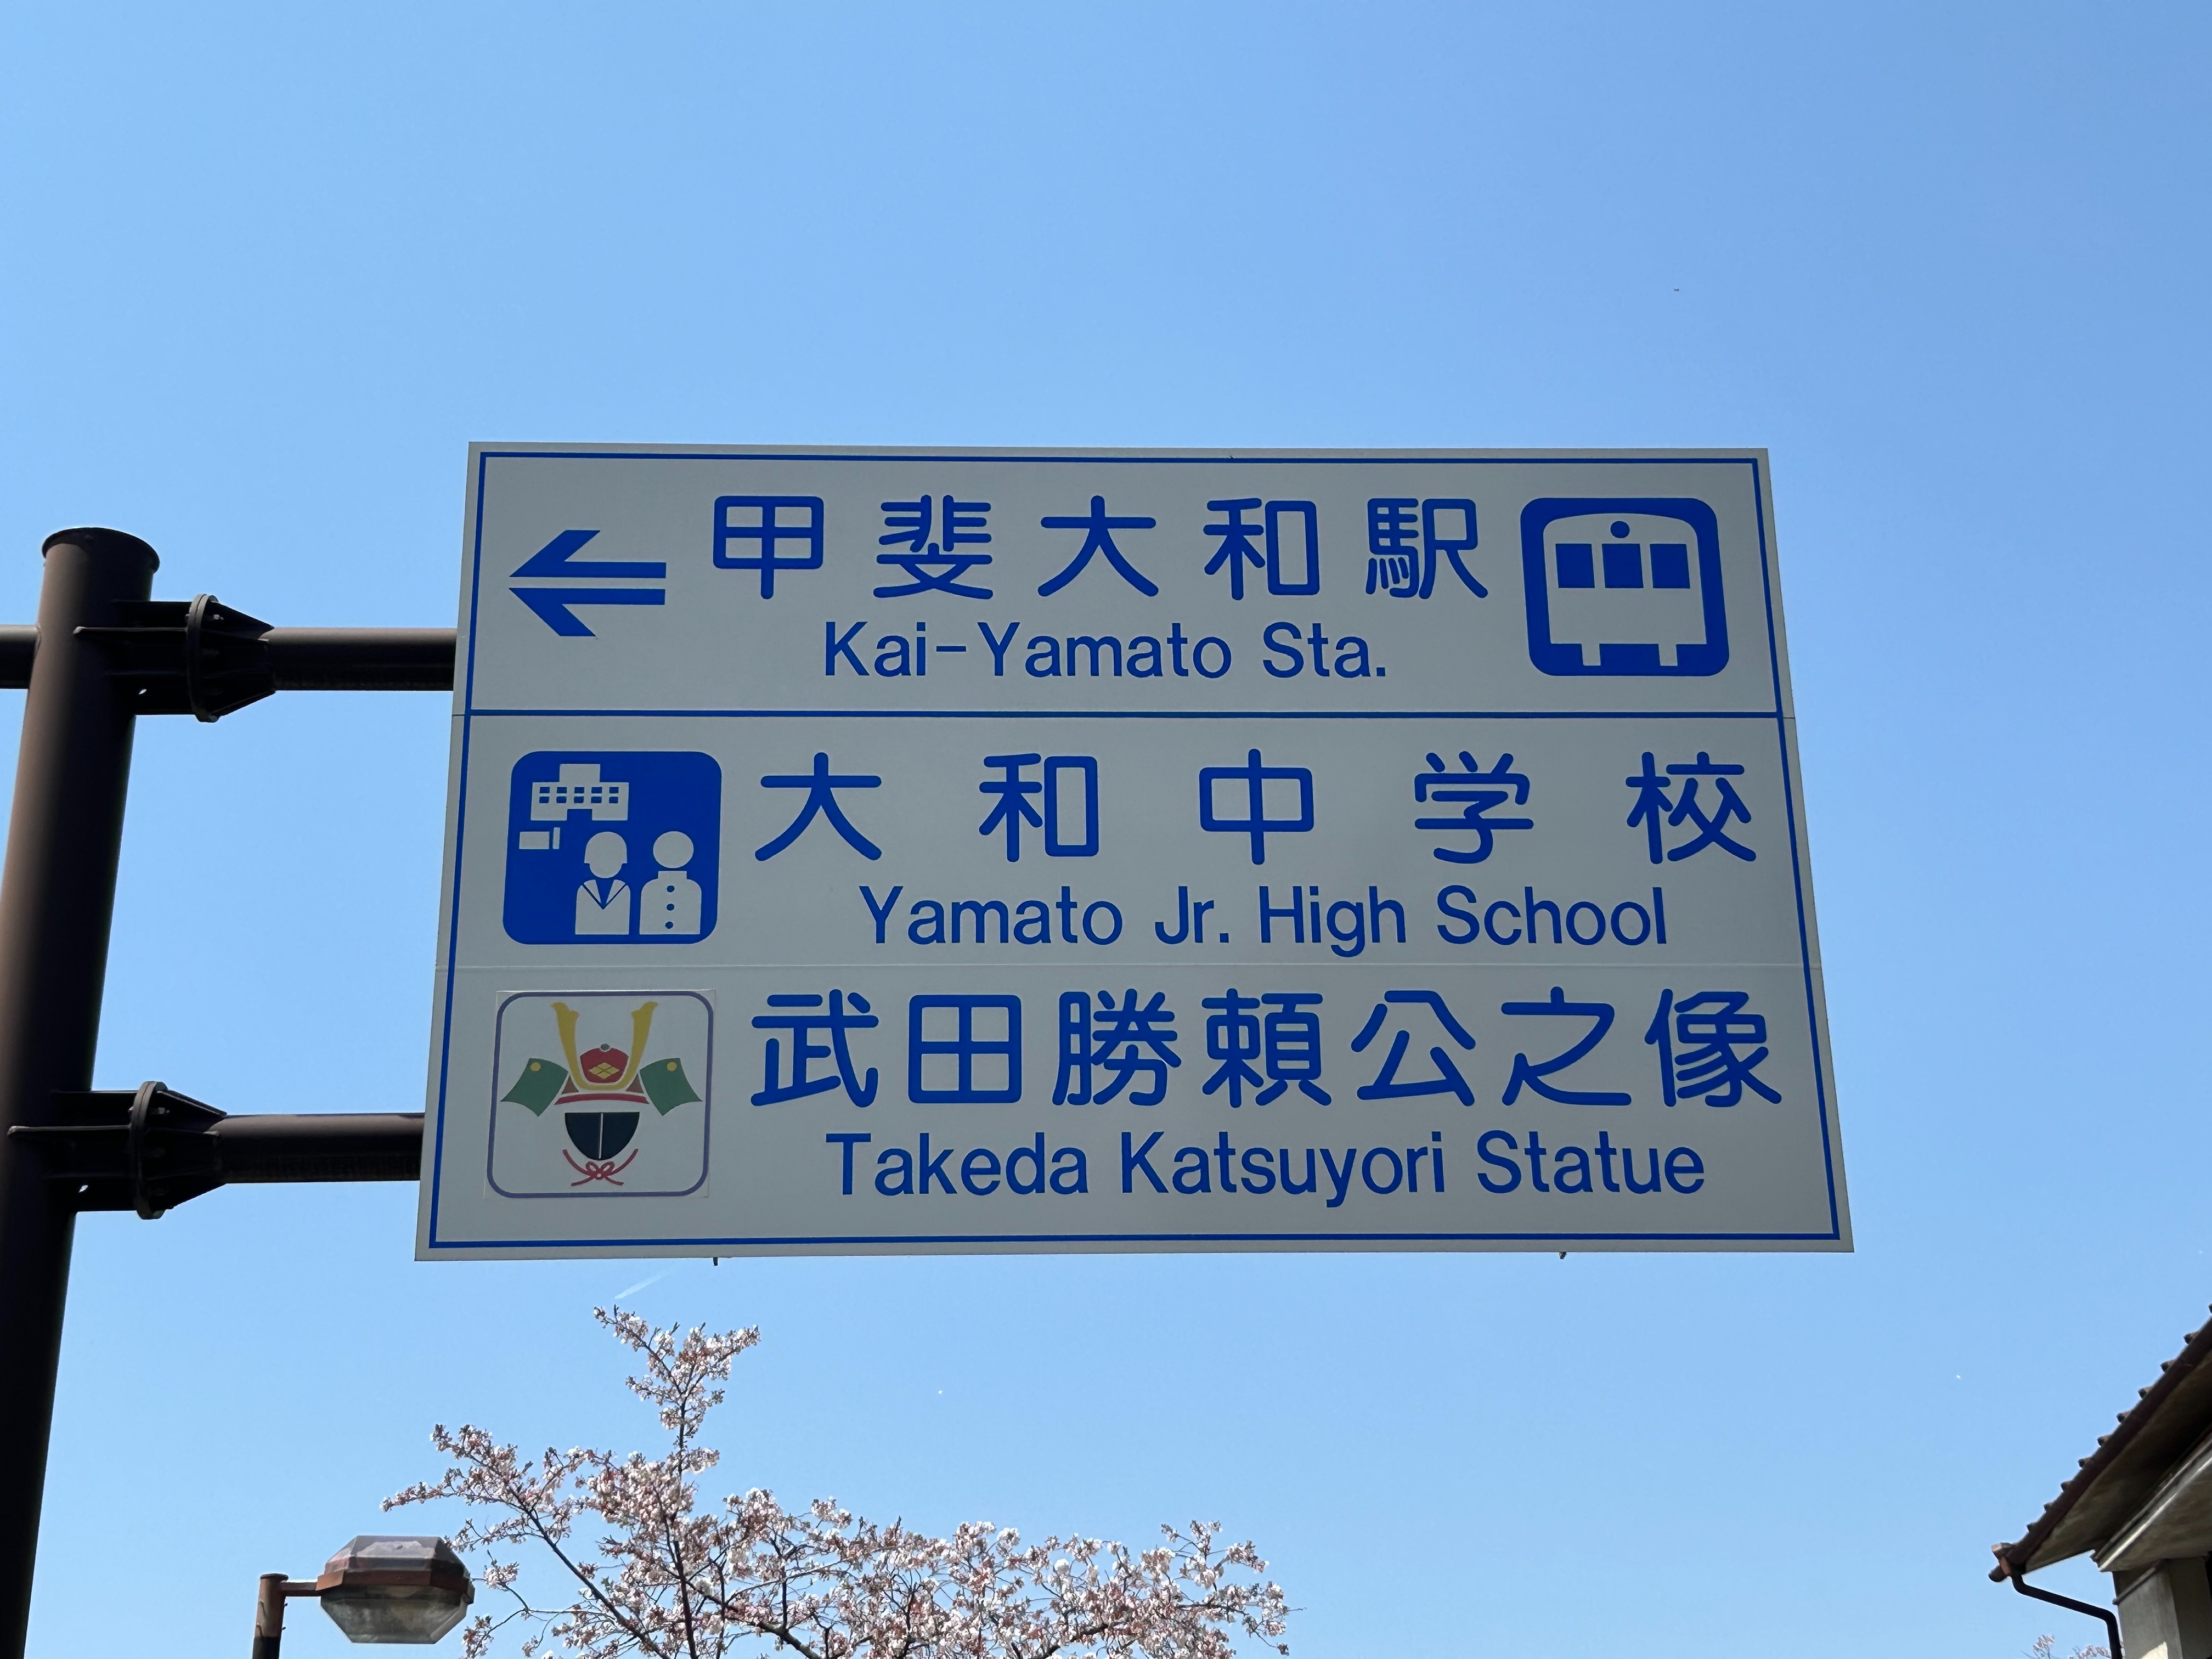 甲斐大和駅
Kai-Yamato Sta.
大和中学校
Yamato Jr. High School
武田勝頼公之像
Takeda Katsuyori Statue